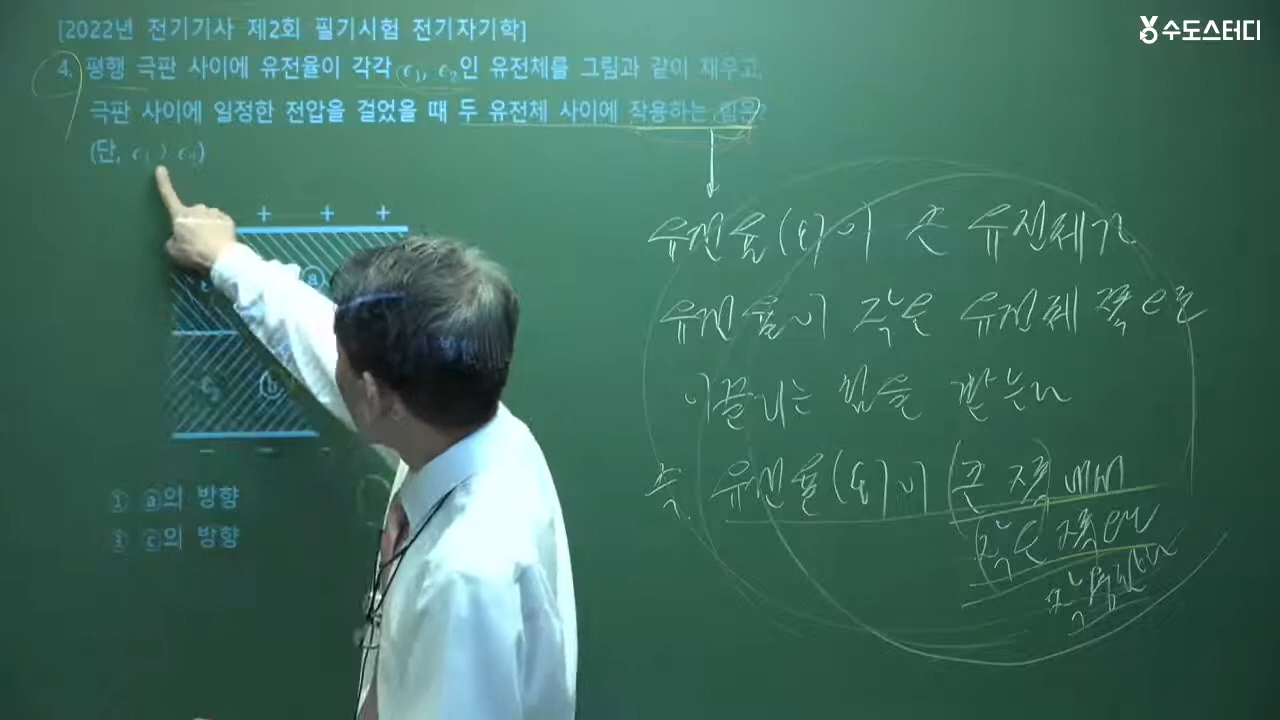 수도스터디
[2022년 전기기사 제2회 필기시험 전기자기학]
4. 평행 극판 사이에 유전율이 각각 ε₁, ε₂인 유전체를 그림과 같이 채우고,
극판 사이에 일정한 전압을 걸었을 때 두 유전체 사이에 작용하는 힘은?
(단, ε₁ > ε₂)
+ + +
ⓐ
ε₂ ⓑ
- - -
① ⓐ의 방향
③ ⓒ의 방향
유전율(ε)이 큰 유전체가
유전율이 작은 유전체 쪽으로
이끌리는 힘을 받는다
즉, 유전율(ε)이 큰 쪽에서
작은 쪽으로
작용한다